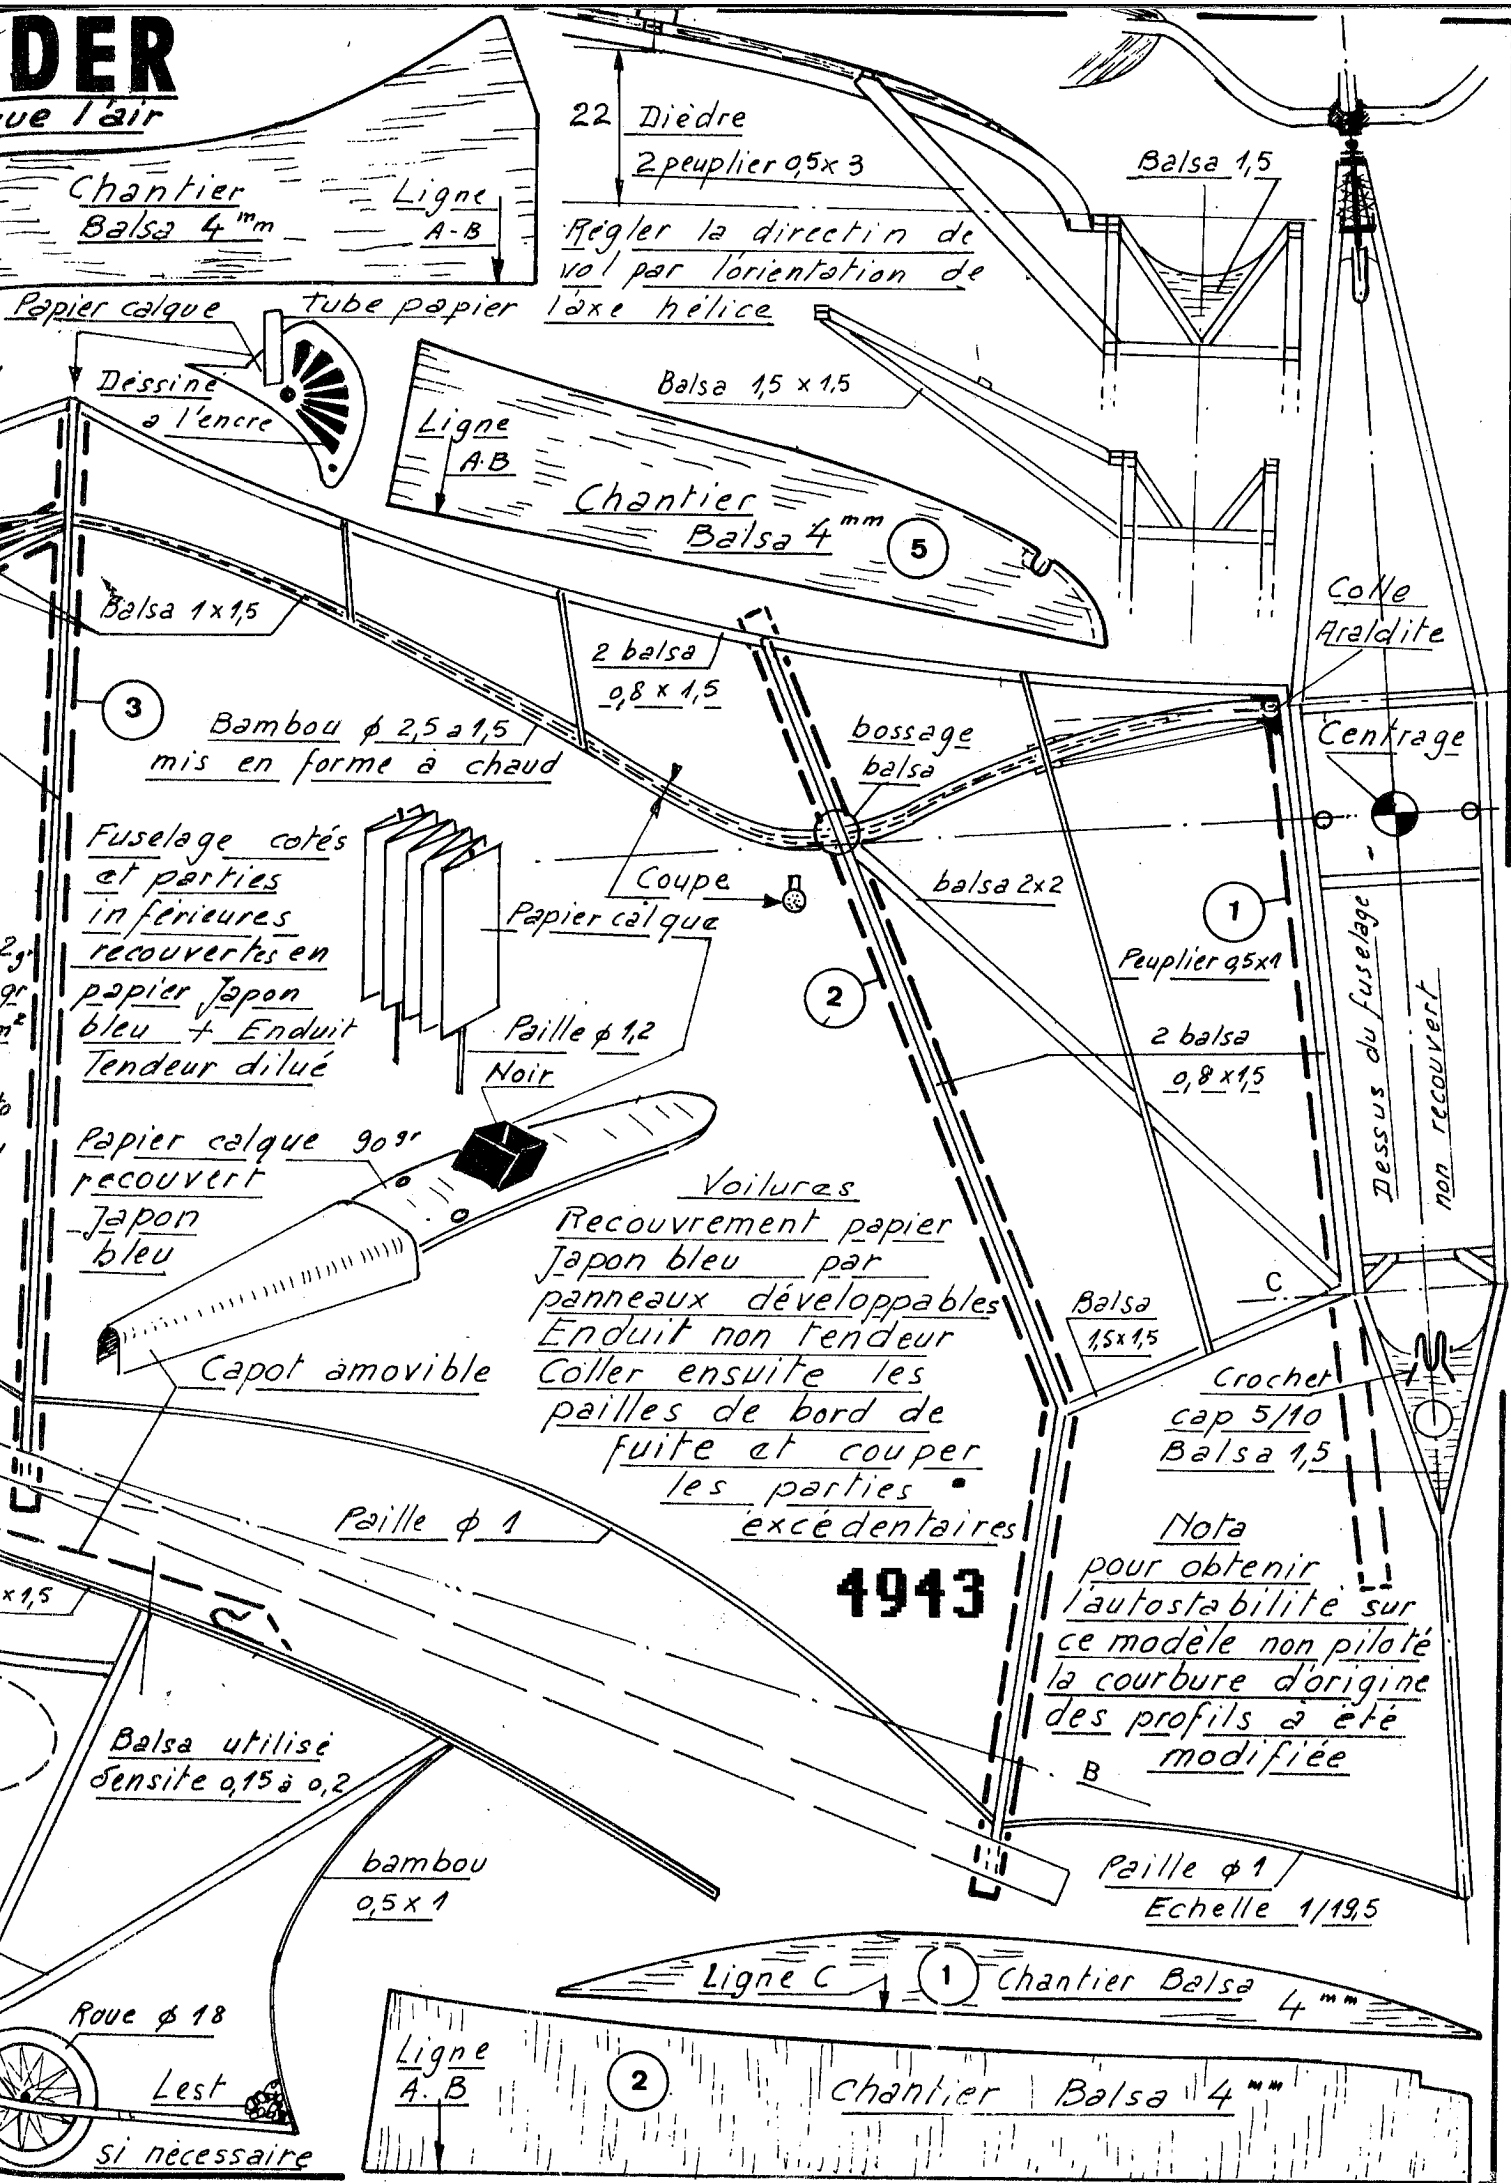 DER
que l'air
Chantier
Balsa 4 mm
Ligne
A-B
22
Dièdre
2 peuplier 0,5 x 3
Régler la directin de
vol par l'orientation de
l'axe hélice
Balsa 1,5
Papier calque
tube papier
Dessiné
a l'encre
Ligne
A.B
Chantier
Balsa 4 mm
5
Balsa 1,5 x 1,5
Balsa 1 x 1,5
2 balsa
0,8 x 1,5
Colle
Araldite
3
Bambou ϕ 2,5 a 1,5
mis en forme à chaud
bossage
balsa
Centrage
Fuselage cotés
et parties
inférieures
recouvertes en
papier Japon
bleu + Enduit
Tendeur dilué
Coupe
Papier calque
balsa 2x2
1
2
Peuplier 0,5x1
Paille ϕ 1,2
Noir
2 balsa
0,8 x 1,5
Dessus du fuselage -
non recouvert
2gr
gr
m²
Papier calque 90 gr
recouvert
Japon
bleu
Capot amovible
Voilures
Recouvrement papier
Japon bleu par
panneaux développables
Enduit non tendeur
Coller ensuite les
pailles de bord de
fuite et couper
les parties
excédentaires
C
Balsa
1,5 x 1,5
Crochet
cap 5/10
Balsa 1,5
Paille ϕ 1
4943
Nota
pour obtenir
l'autostabilité sur
ce modèle non piloté
la courbure d'origine
des profils à été
modifiée
x 1,5
Balsa utilisé
densite 0,15 à 0,2
B
bambou
0,5 x 1
Paille ϕ 1
Echelle 1/19,5
Ligne C
1
Chantier Balsa 4 mm
Roue ϕ 18
Lest
si nécessaire
Ligne
A. B
2
Chantier Balsa 4 mm